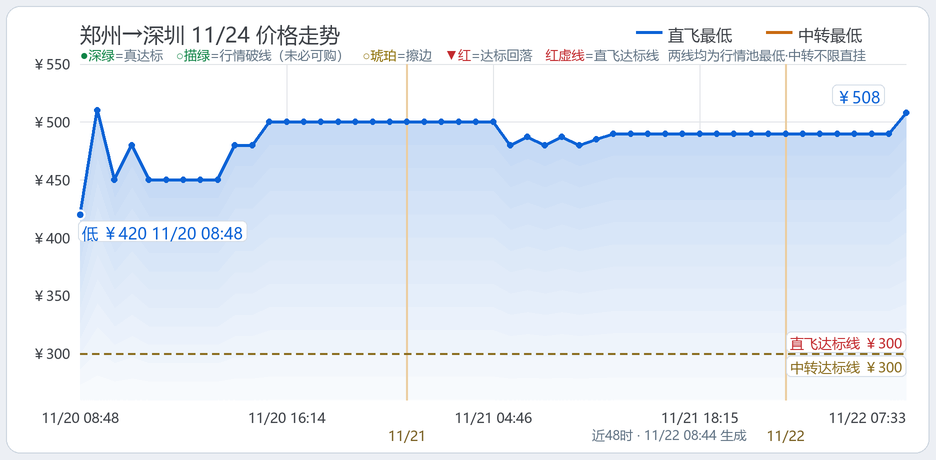 郑州→深圳 11/24 价格走势
直飞最低 中转最低
●深绿=真达标 ○描绿=行情破线（未必可购） ○琥珀=擦边 ▼红=达标回落 红虚线=直飞达标线 两线均为行情池最低·中转不限直挂
¥550
¥508
¥500
¥450
低 ¥420 11/20 08:48
¥400
¥350
直飞达标线 ¥300
¥300
中转达标线 ¥300
11/20 08:48 11/20 16:14 11/21 04:46 11/21 18:15 11/22 07:33
11/21 近48时 · 11/22 08:44 生成 11/22